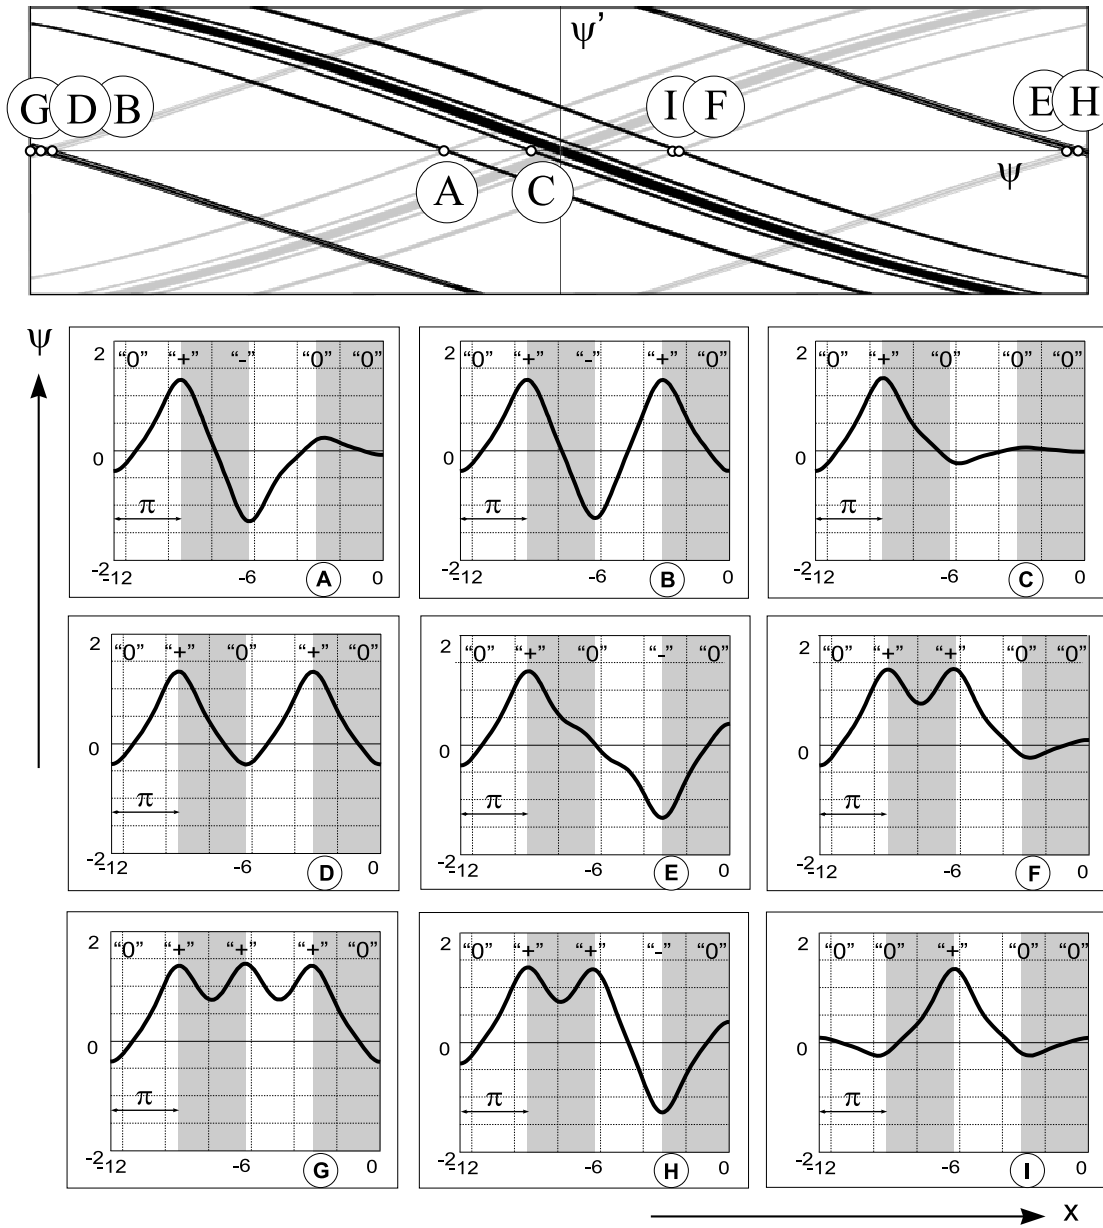 ψ’
G D B I F E H
A C ψ
ψ
2 “0” “+” “-” “0” “0”
0
π
-2
-12 -6 0
A
2 “0” “+” “-” “+” “0”
0
π
-2
-12 -6 0
B
2 “0” “+” “0” “0” “0”
0
π
-2
-12 -6 0
C
2 “0” “+” “0” “+” “0”
0
π
-2
-12 -6 0
D
2 “0” “+” “0” “-” “0”
0
π
-2
-12 -6 0
E
2 “0” “+” “+” “0” “0”
0
π
-2
-12 -6 0
F
2 “0” “+” “+” “+” “0”
0
π
-2
-12 -6 0
G
2 “0” “+” “+” “-” “0”
0
π
-2
-12 -6 0
H
2 “0” “0” “+” “0” “0”
0
π
-2
-12 -6 0
I
x